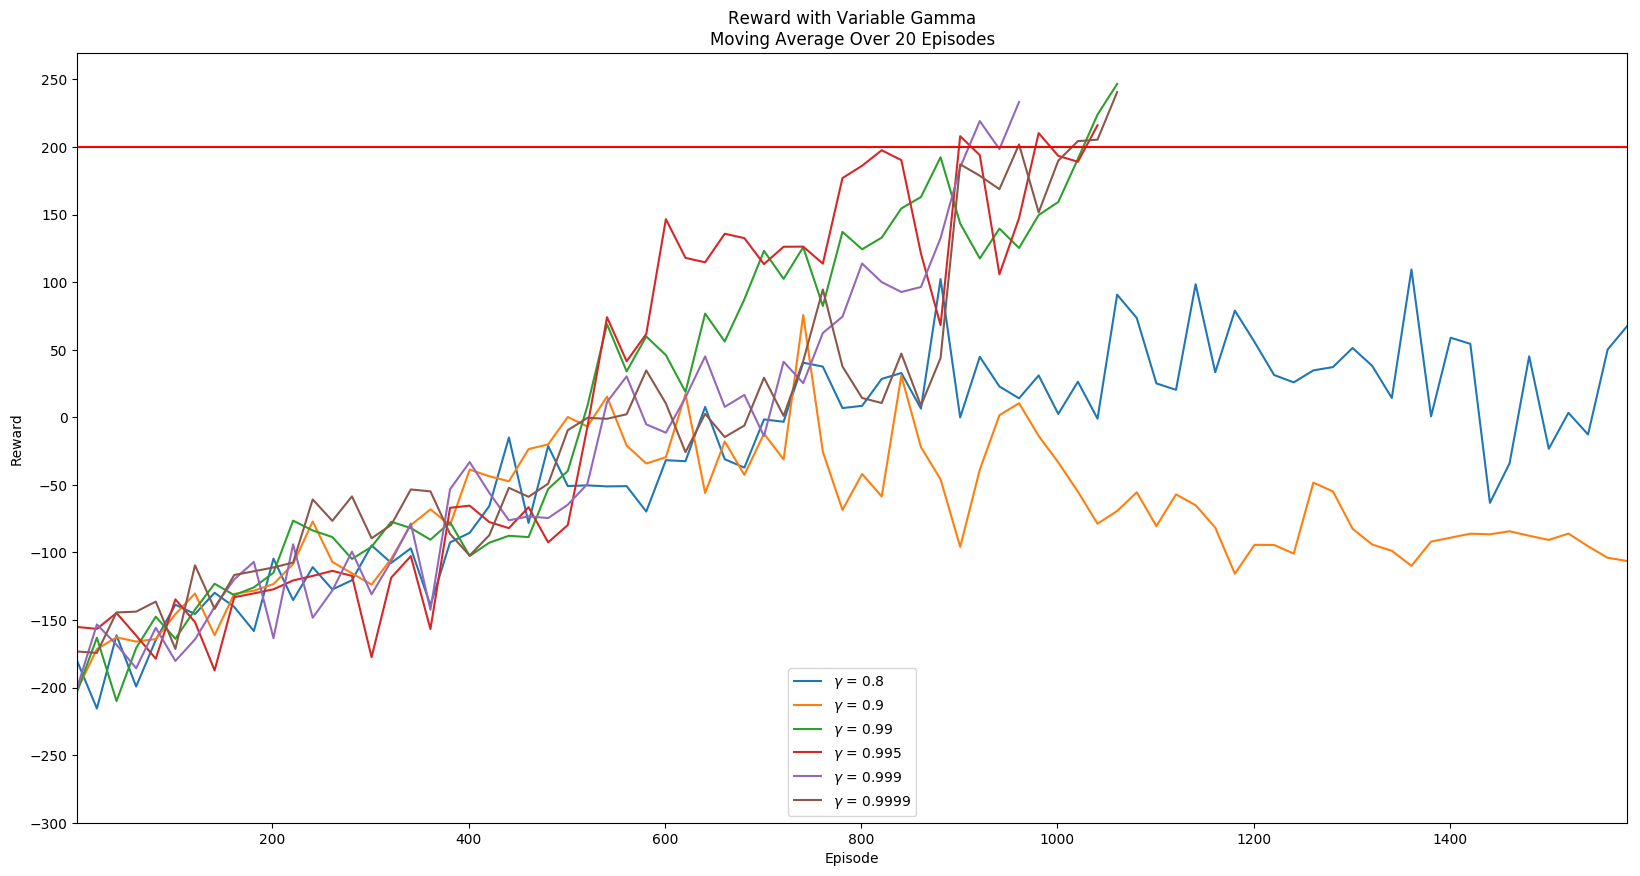 Reward with Variable Gamma
Moving Average Over 20 Episodes
250
200
150
100
50
0
−50
−100
−150
−200
−250
−300
Reward
γ = 0.8
γ = 0.9
γ = 0.99
γ = 0.995
γ = 0.999
γ = 0.9999
200 400 600 800 1000 1200 1400
Episode